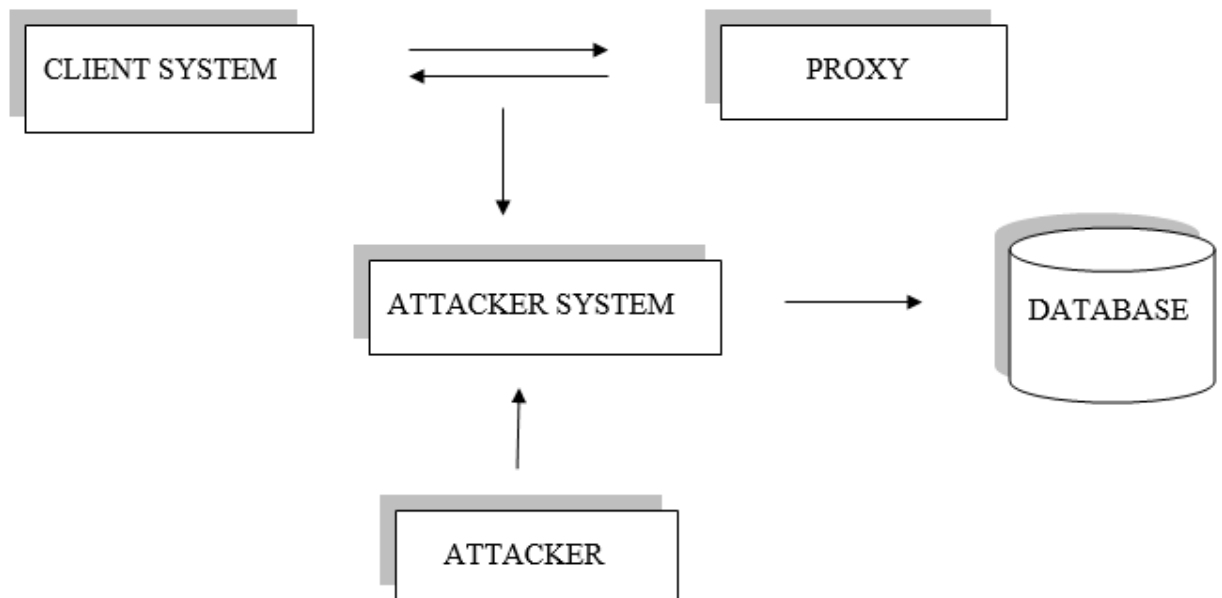 CLIENT SYSTEM
PROXY
ATTACKER SYSTEM
DATABASE
ATTACKER